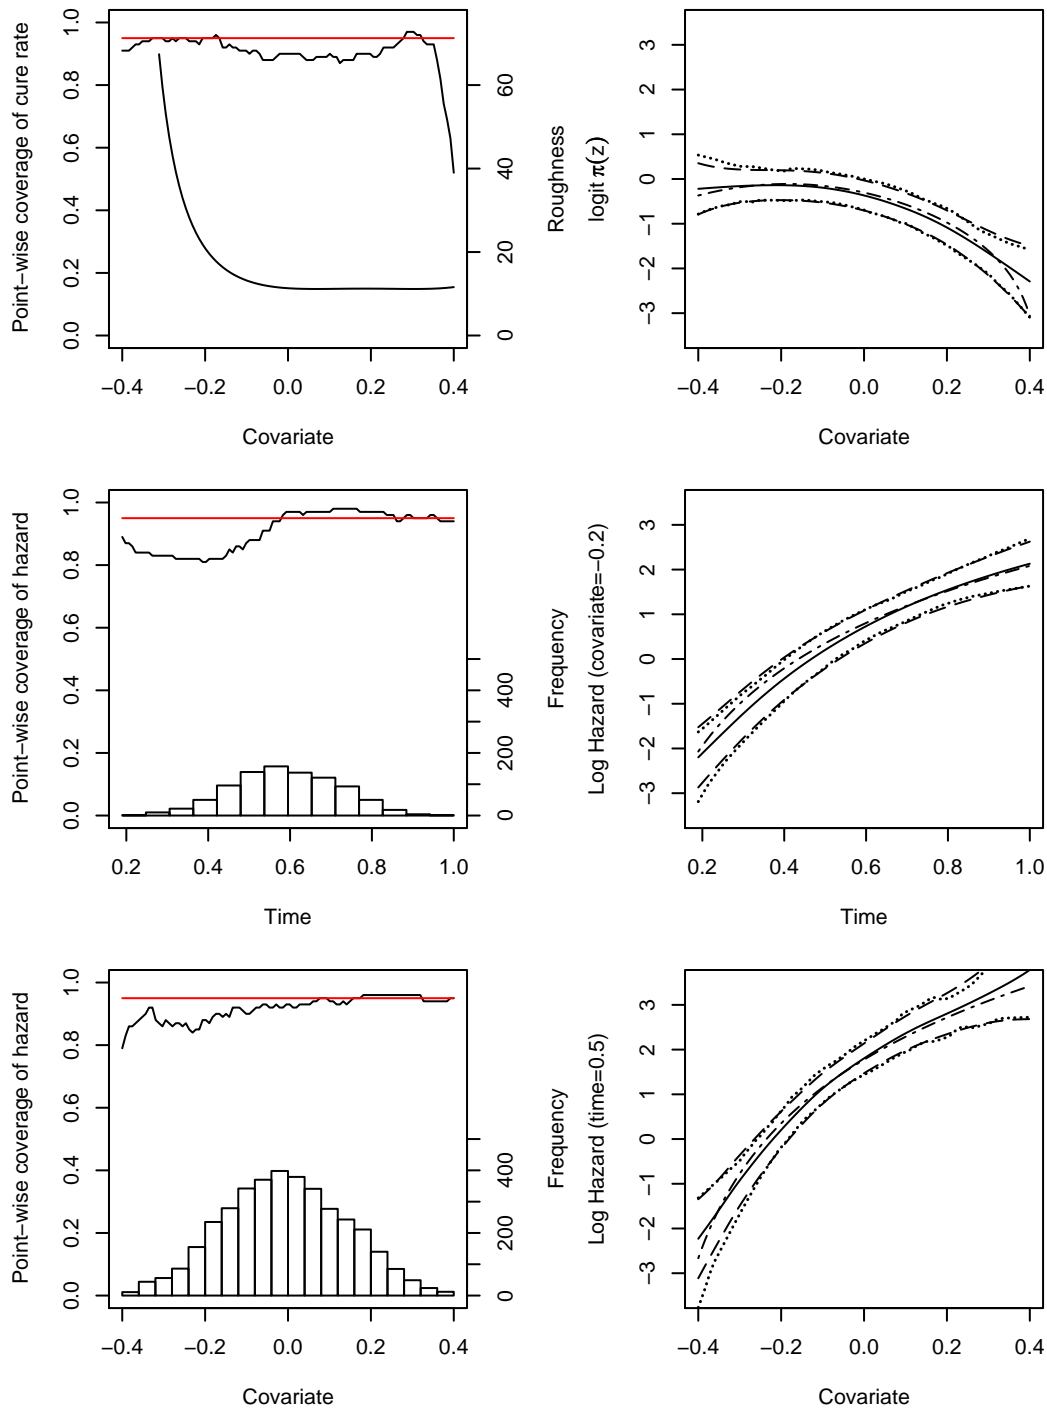 Point−wise coverage of cure rate
0.0 0.2 0.4 0.6 0.8 1.0
−0.4 −0.2 0.0 0.2 0.4
Covariate
0 20 40 60
Roughness
logit π(z)
−3 −2 −1 0 1 2 3
−0.4 −0.2 0.0 0.2 0.4
Covariate
Point−wise coverage of hazard
0.0 0.2 0.4 0.6 0.8 1.0
0.2 0.4 0.6 0.8 1.0
Time
0 200 400
Frequency
Log Hazard (covariate=−0.2)
−3 −2 −1 0 1 2 3
0.2 0.4 0.6 0.8 1.0
Time
Point−wise coverage of hazard
0.0 0.2 0.4 0.6 0.8 1.0
−0.4 −0.2 0.0 0.2 0.4
Covariate
0 200 400
Frequency
Log Hazard (time=0.5)
−3 −2 −1 0 1 2 3
−0.4 −0.2 0.0 0.2 0.4
Covariate